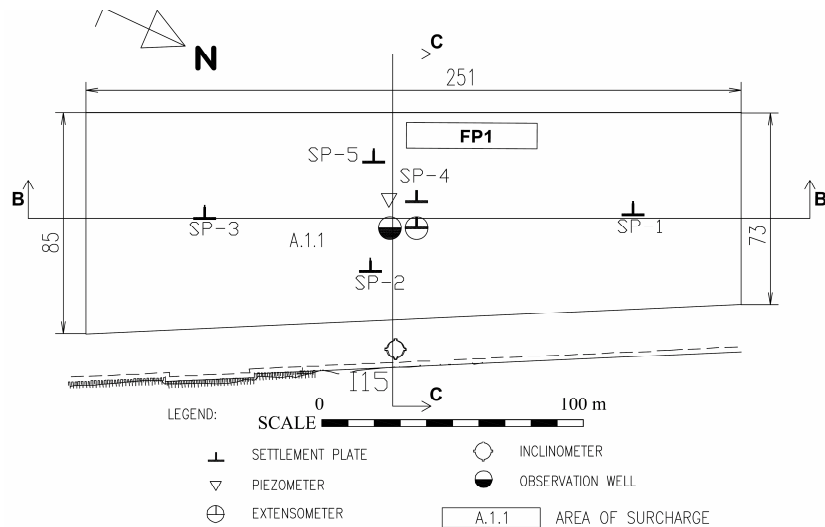 C
N
251
FP1
SP-5
SP-4
B
B
SP-3
SP-1
85
A.1.1
73
SP-2
I15
C
0
100 m
LEGEND:
SCALE
SETTLEMENT PLATE
INCLINOMETER
PIEZOMETER
OBSERVATION WELL
EXTENSOMETER
A.1.1
AREA OF SURCHARGE